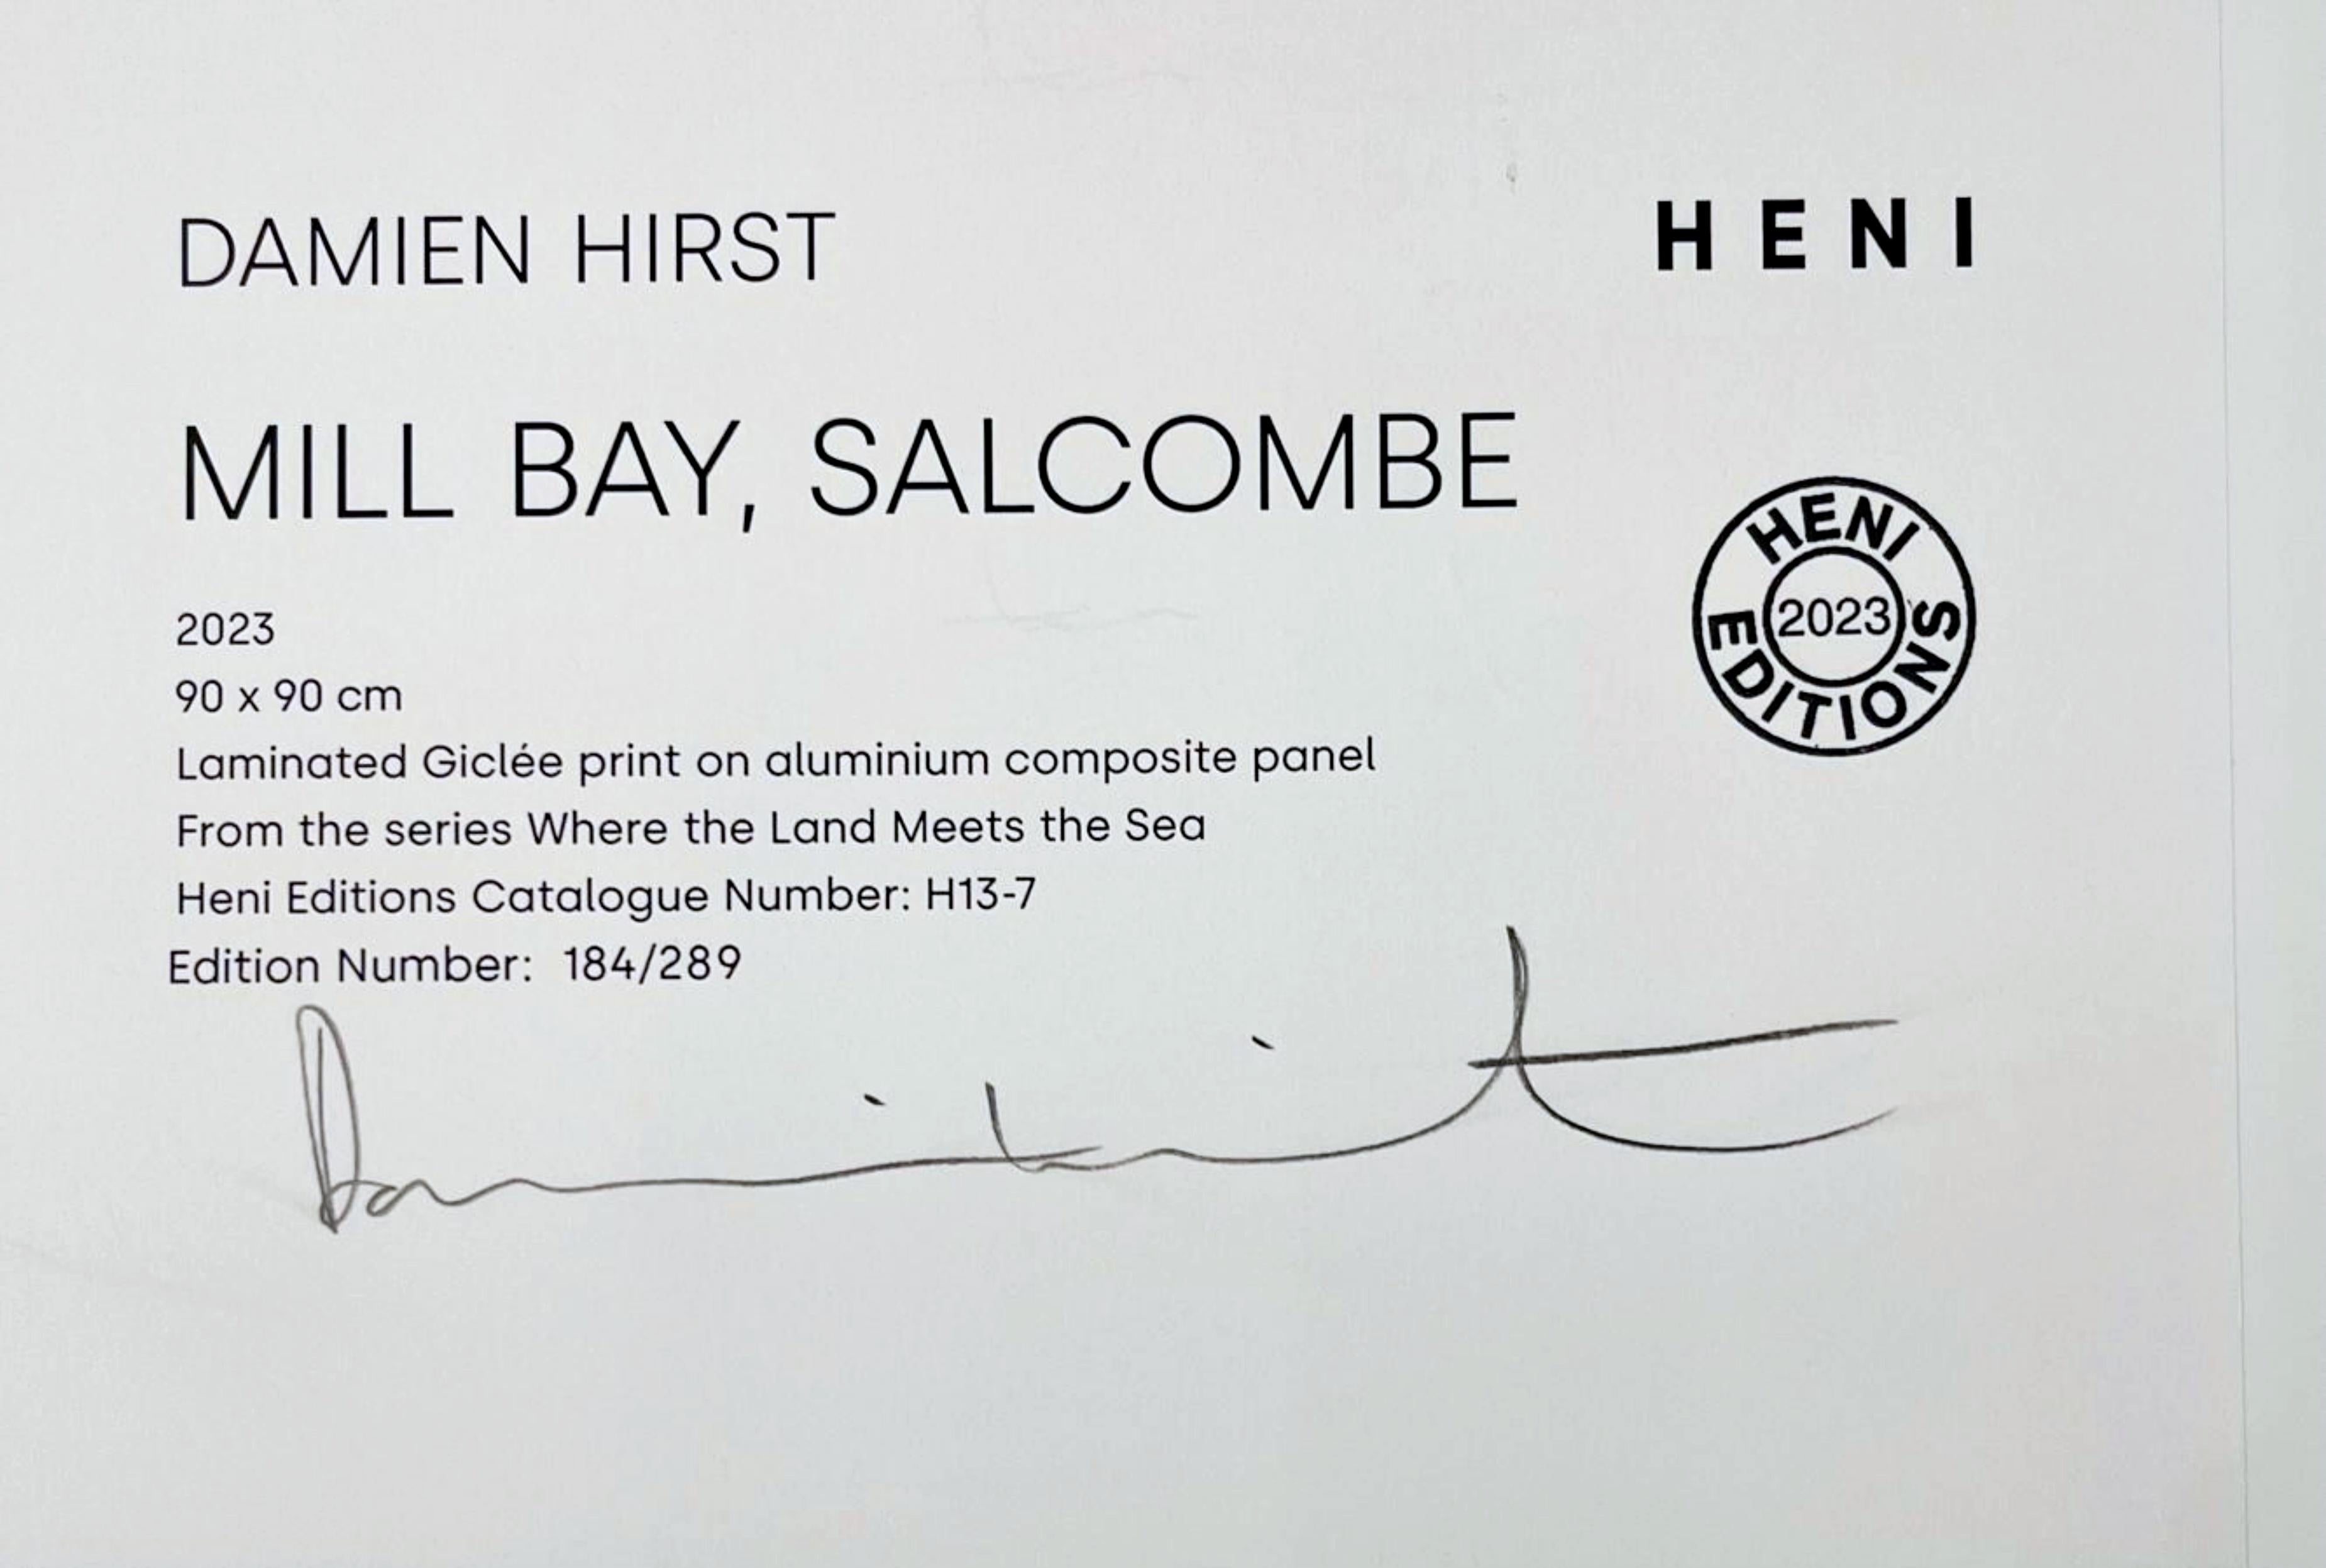 DAMIEN HIRST
HENI
MILL BAY, SALCOMBE
HENI
2023
EDITIONS
2023
90 x 90 cm
Laminated Giclée print on aluminium composite panel
From the series Where the Land Meets the Sea
Heni Editions Catalogue Number: H13-7
Edition Number: 184/289